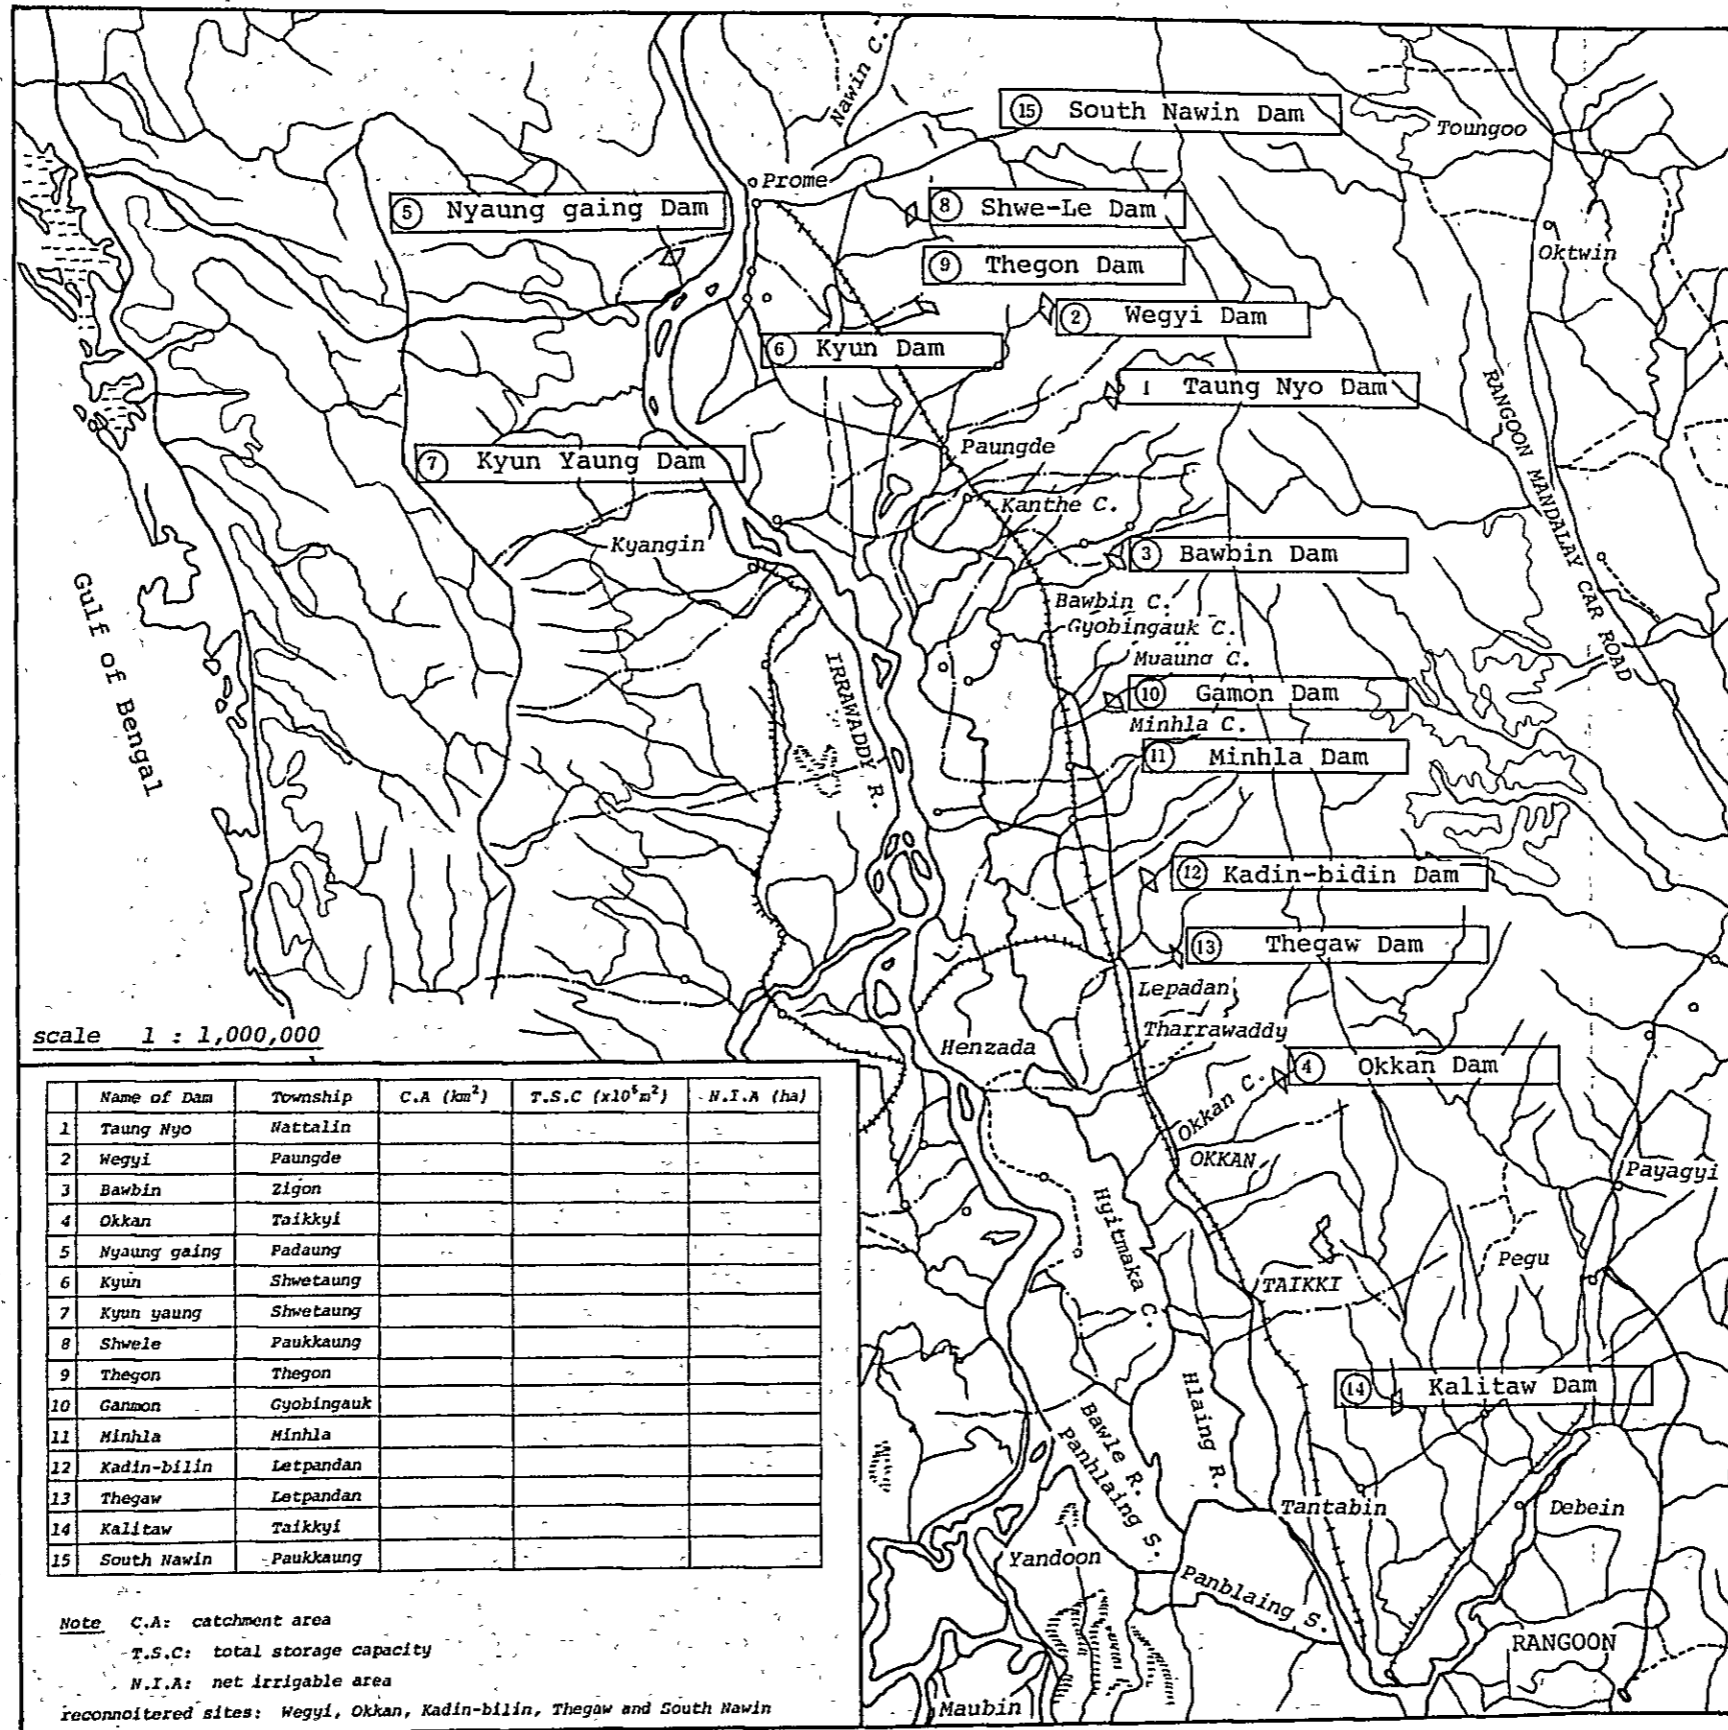 Nawin C.
15 South Nawin Dam
Toungoo
Prome
5 Nyaung gaing Dam
8 Shwe-Le Dam
Oktwin
9 Thegon Dam
2 Wegyi Dam
6 Kyun Dam
1 Taung Nyo Dam
RANGOON MANDALAY CAR ROAD
Paungde
7 Kyun Yaung Dam
Kanthe C.
Kyangin
3 Bawbin Dam
Gulf of Bengal
Bawbin C.
Gyobingauk C.
IRRAWADDY R.
Muauna C.
10 Gamon Dam
Minhla C.
11 Minhla Dam
12 Kadin-bidin Dam
13 Thegaw Dam
Lepadan
Tharrawaddy
scale 1 : 1,000,000
Henzada
4 Okkan Dam
Okkan C.
OKKAN
Payagyi
Hyitmaka C.
Pegu
TAIKKI
14 Kalitaw Dam
Hlaing R.
Bawle R.
Panhlaing S.
Tantabin
Debein
Yandoon
Panblaing S.
RANGOON
Maubin
Name of Dam Township C.A (km²) T.S.C (x10⁶m²) N.I.A (ha)
1 Taung Nyo Nattalin
2 Wegyi Paungde
3 Bawbin Zigon
4 Okkan Taikkyi
5 Nyaung gaing Padaung
6 Kyun Shwetaung
7 Kyun yaung Shwetaung
8 Shwele Paukkaung
9 Thegon Thegon
10 Ganmon Gyobingauk
11 Minhla Minhla
12 Kadin-bilin Letpandan
13 Thegaw Letpandan
14 Kalitaw Taikkyi
15 South Nawin Paukkaung
Note C.A: catchment area
T.S.C: total storage capacity
N.I.A: net irrigable area
reconnoitered sites: Wegyi, Okkan, Kadin-bilin, Thegaw and South Nawin